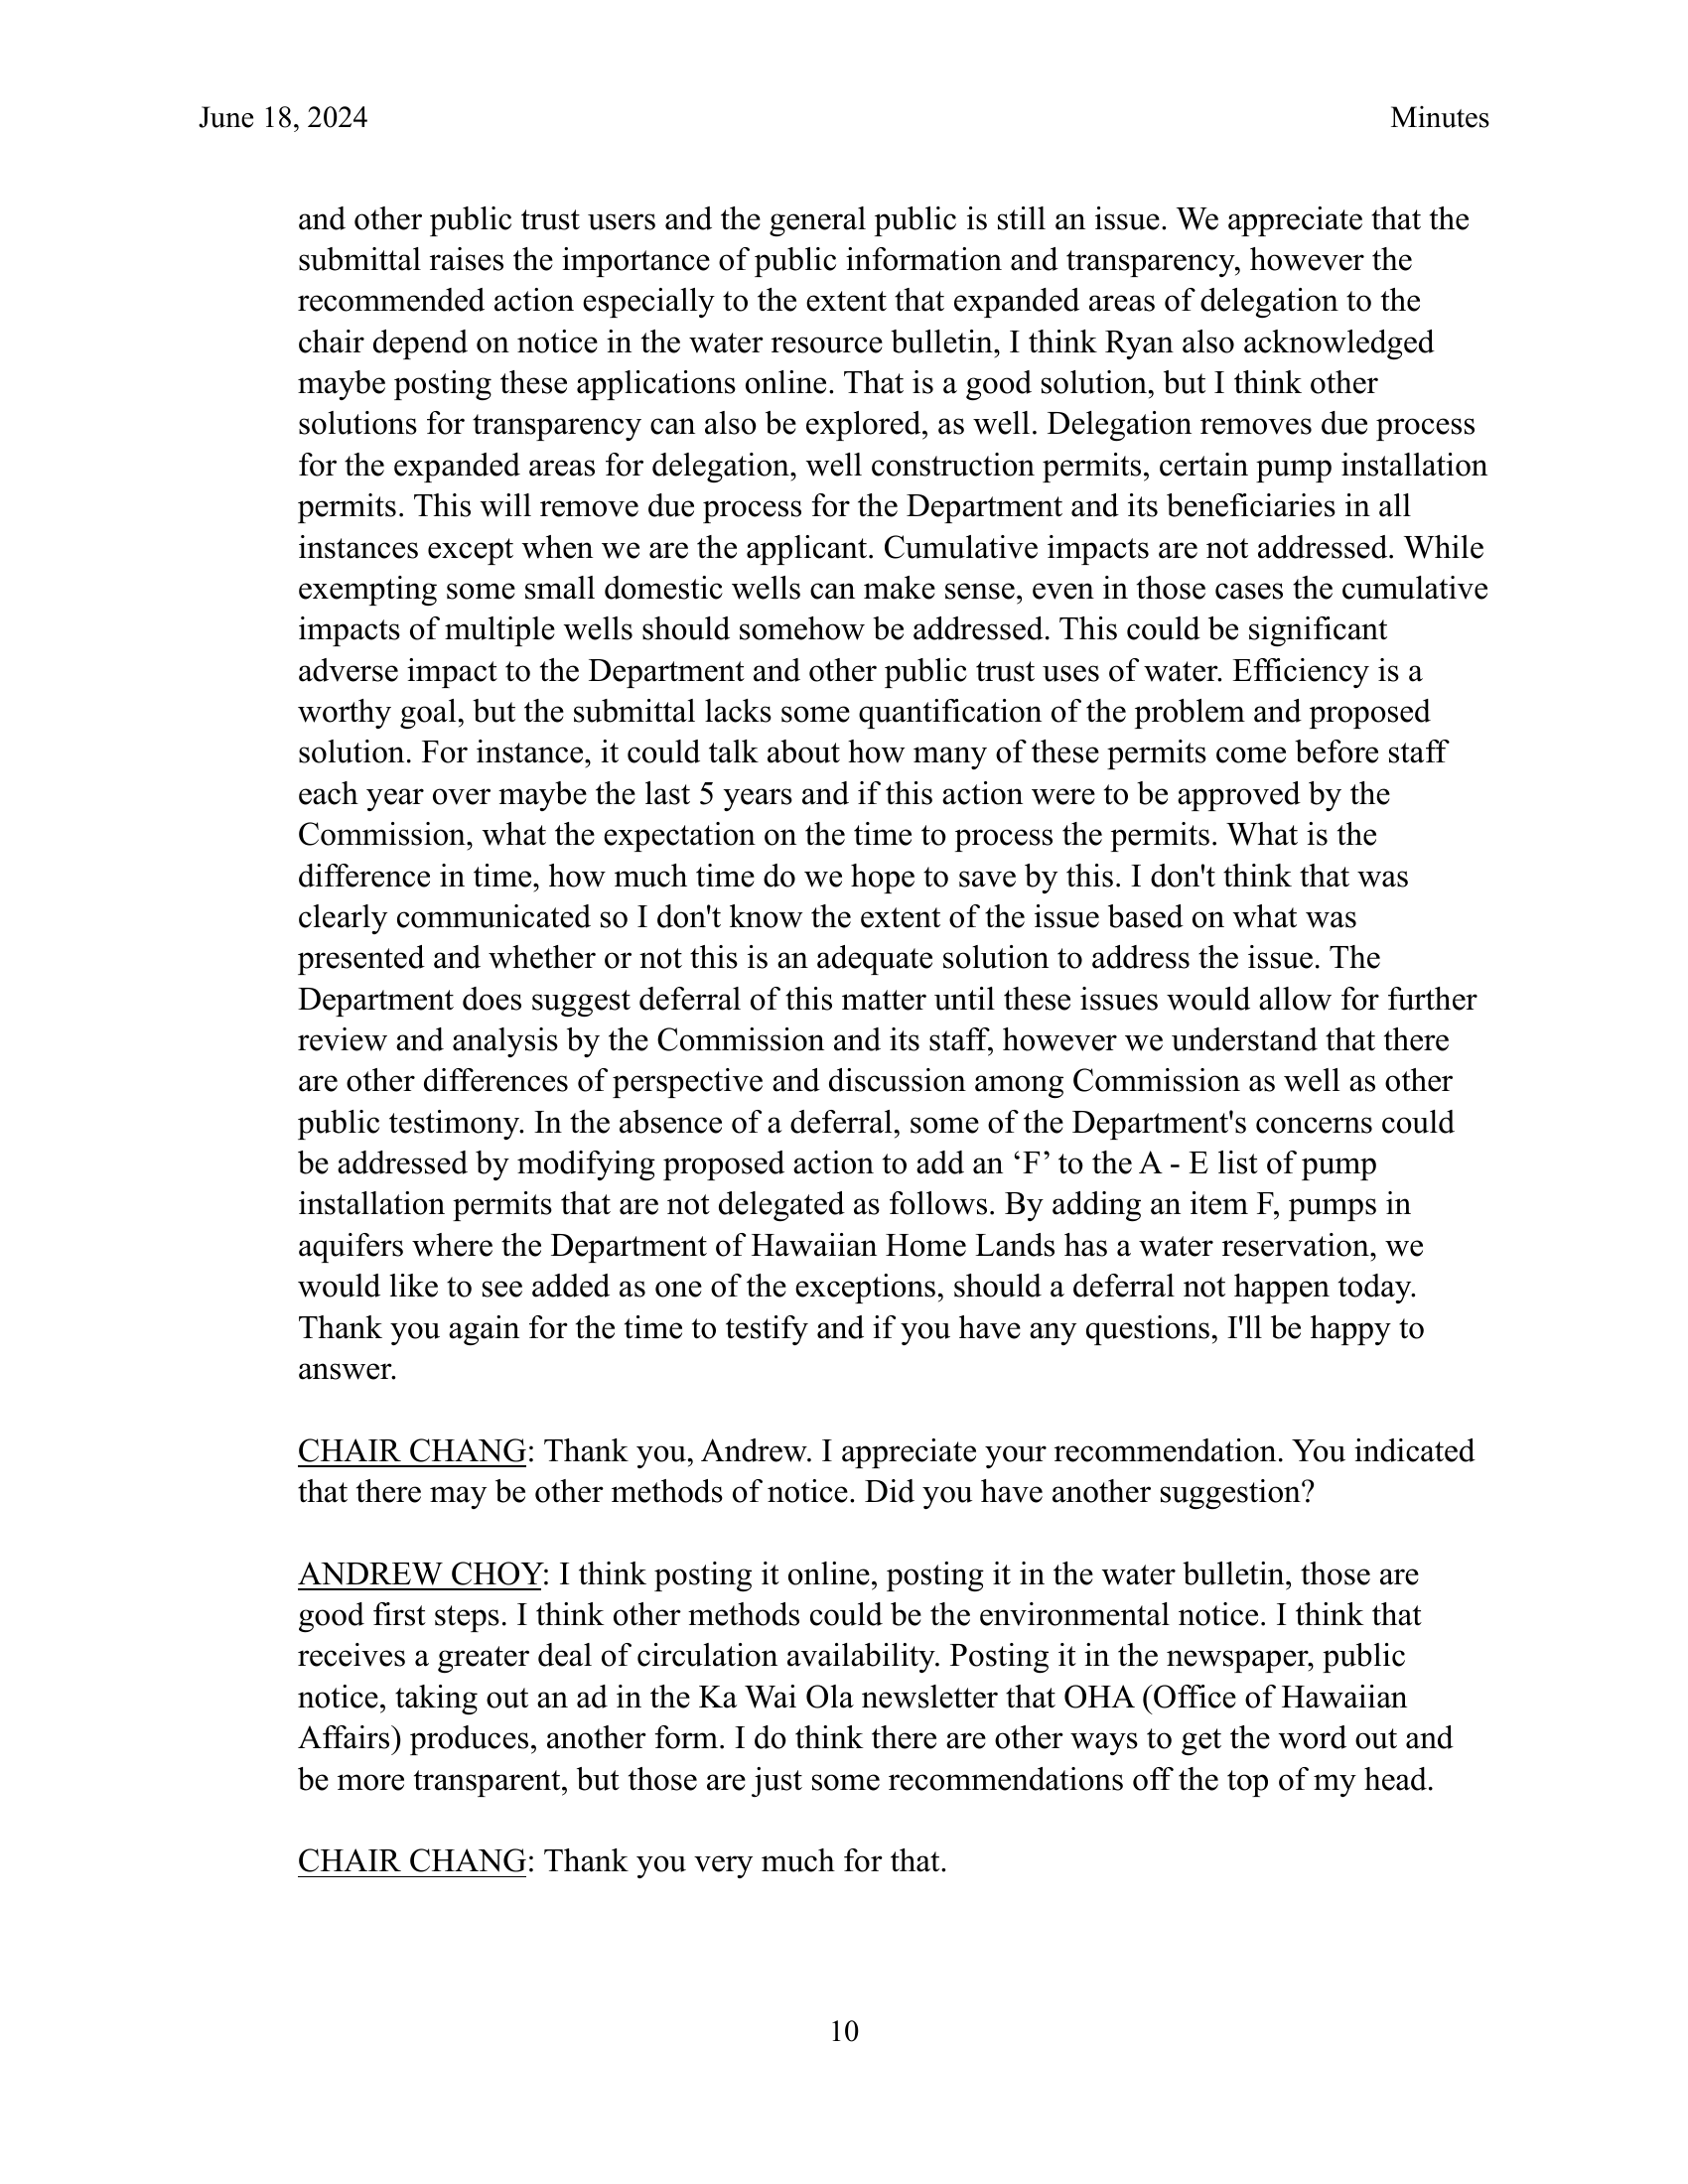 June 18, 2024 Minutes
and other public trust users and the general public is still an issue. We appreciate that the
submittal raises the importance of public information and transparency, however the
recommended action especially to the extent that expanded areas of delegation to the
chair depend on notice in the water resource bulletin, I think Ryan also acknowledged
maybe posting these applications online. That is a good solution, but I think other
solutions for transparency can also be explored, as well. Delegation removes due process
for the expanded areas for delegation, well construction permits, certain pump installation
permits. This will remove due process for the Department and its beneficiaries in all
instances except when we are the applicant. Cumulative impacts are not addressed. While
exempting some small domestic wells can make sense, even in those cases the cumulative
impacts of multiple wells should somehow be addressed. This could be significant
adverse impact to the Department and other public trust uses of water. Efficiency is a
worthy goal, but the submittal lacks some quantification of the problem and proposed
solution. For instance, it could talk about how many of these permits come before staff
each year over maybe the last 5 years and if this action were to be approved by the
Commission, what the expectation on the time to process the permits. What is the
difference in time, how much time do we hope to save by this. I don't think that was
clearly communicated so I don't know the extent of the issue based on what was
presented and whether or not this is an adequate solution to address the issue. The
Department does suggest deferral of this matter until these issues would allow for further
review and analysis by the Commission and its staff, however we understand that there
are other differences of perspective and discussion among Commission as well as other
public testimony. In the absence of a deferral, some of the Department's concerns could
be addressed by modifying proposed action to add an ‘F’ to the A - E list of pump
installation permits that are not delegated as follows. By adding an item F, pumps in
aquifers where the Department of Hawaiian Home Lands has a water reservation, we
would like to see added as one of the exceptions, should a deferral not happen today.
Thank you again for the time to testify and if you have any questions, I'll be happy to
answer.
CHAIR CHANG: Thank you, Andrew. I appreciate your recommendation. You indicated
that there may be other methods of notice. Did you have another suggestion?
ANDREW CHOY: I think posting it online, posting it in the water bulletin, those are
good first steps. I think other methods could be the environmental notice. I think that
receives a greater deal of circulation availability. Posting it in the newspaper, public
notice, taking out an ad in the Ka Wai Ola newsletter that OHA (Office of Hawaiian
Affairs) produces, another form. I do think there are other ways to get the word out and
be more transparent, but those are just some recommendations off the top of my head.
CHAIR CHANG: Thank you very much for that.
10